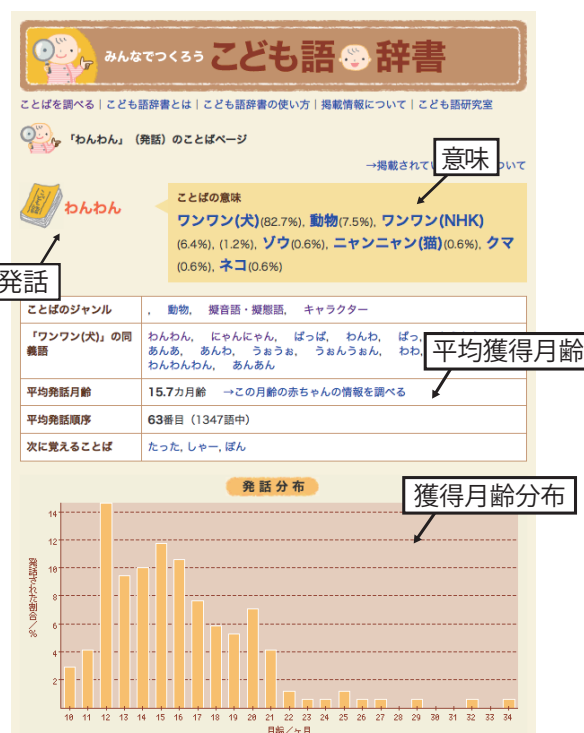 みんなでつくろう こども語 辞書
ことばを調べる | こども語辞書とは | こども語辞書の使い方 | 掲載情報について | こども語研究室
「わんわん」（発話）のことばページ
意味
→掲載されてい ついて
ことばの意味
わんわん
ワンワン(犬)(82.7%), 動物(7.5%), ワンワン(NHK)
(6.4%), (1.2%), ゾウ(0.6%), ニャンニャン(猫)(0.6%), クマ
(0.6%), ネコ(0.6%)
発話
ことばのジャンル , 動物, 擬音語・擬態語, キャラクター
「ワンワン(犬)」の同義語 わんわん, にゃんにゃん, ばっば, わんわ, ばっ,
あんあ, あんわ, うぉうぉ, うぉんうぉん, わわ,
わんわんわん, あんあん
平均獲得月齢
平均発話月齢 15.7カ月齢 →この月齢の赤ちゃんの情報を調べる
平均発話順序 63番目（1347語中）
次に覚えることば たった, しゃー, ぽん
発話分布
獲得月齢分布
発話された割合／%
14
12
10
8
6
4
2
10 11 12 13 14 15 16 17 18 19 20 21 22 23 24 25 26 27 28 29 30 31 32 33 34
月齢／ヶ月